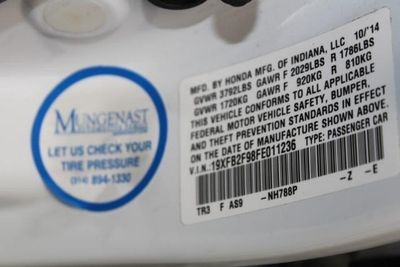 MUNGENAST
LET US CHECK YOUR
TIRE PRESSURE
(314) 894-1330
MFD. BY HONDA MFG. OF INDIANA, LLC 10/'14
GVWR 3792LBS GAWR F 2029LBS R 1786LBS
GVWR 1720KG GAWR F 920KG R 810KG
THIS VEHICLE CONFORMS TO ALL APPLICABLE
FEDERAL MOTOR VEHICLE SAFETY, BUMPER,
AND THEFT PREVENTION STANDARDS IN EFFECT
ON THE DATE OF MANUFACTURE SHOWN ABOVE.
V.I.N.:19XFB2F98FE011236 TYPE: PASSENGER CAR
TR3 F AS9 -NH788P -Z -E